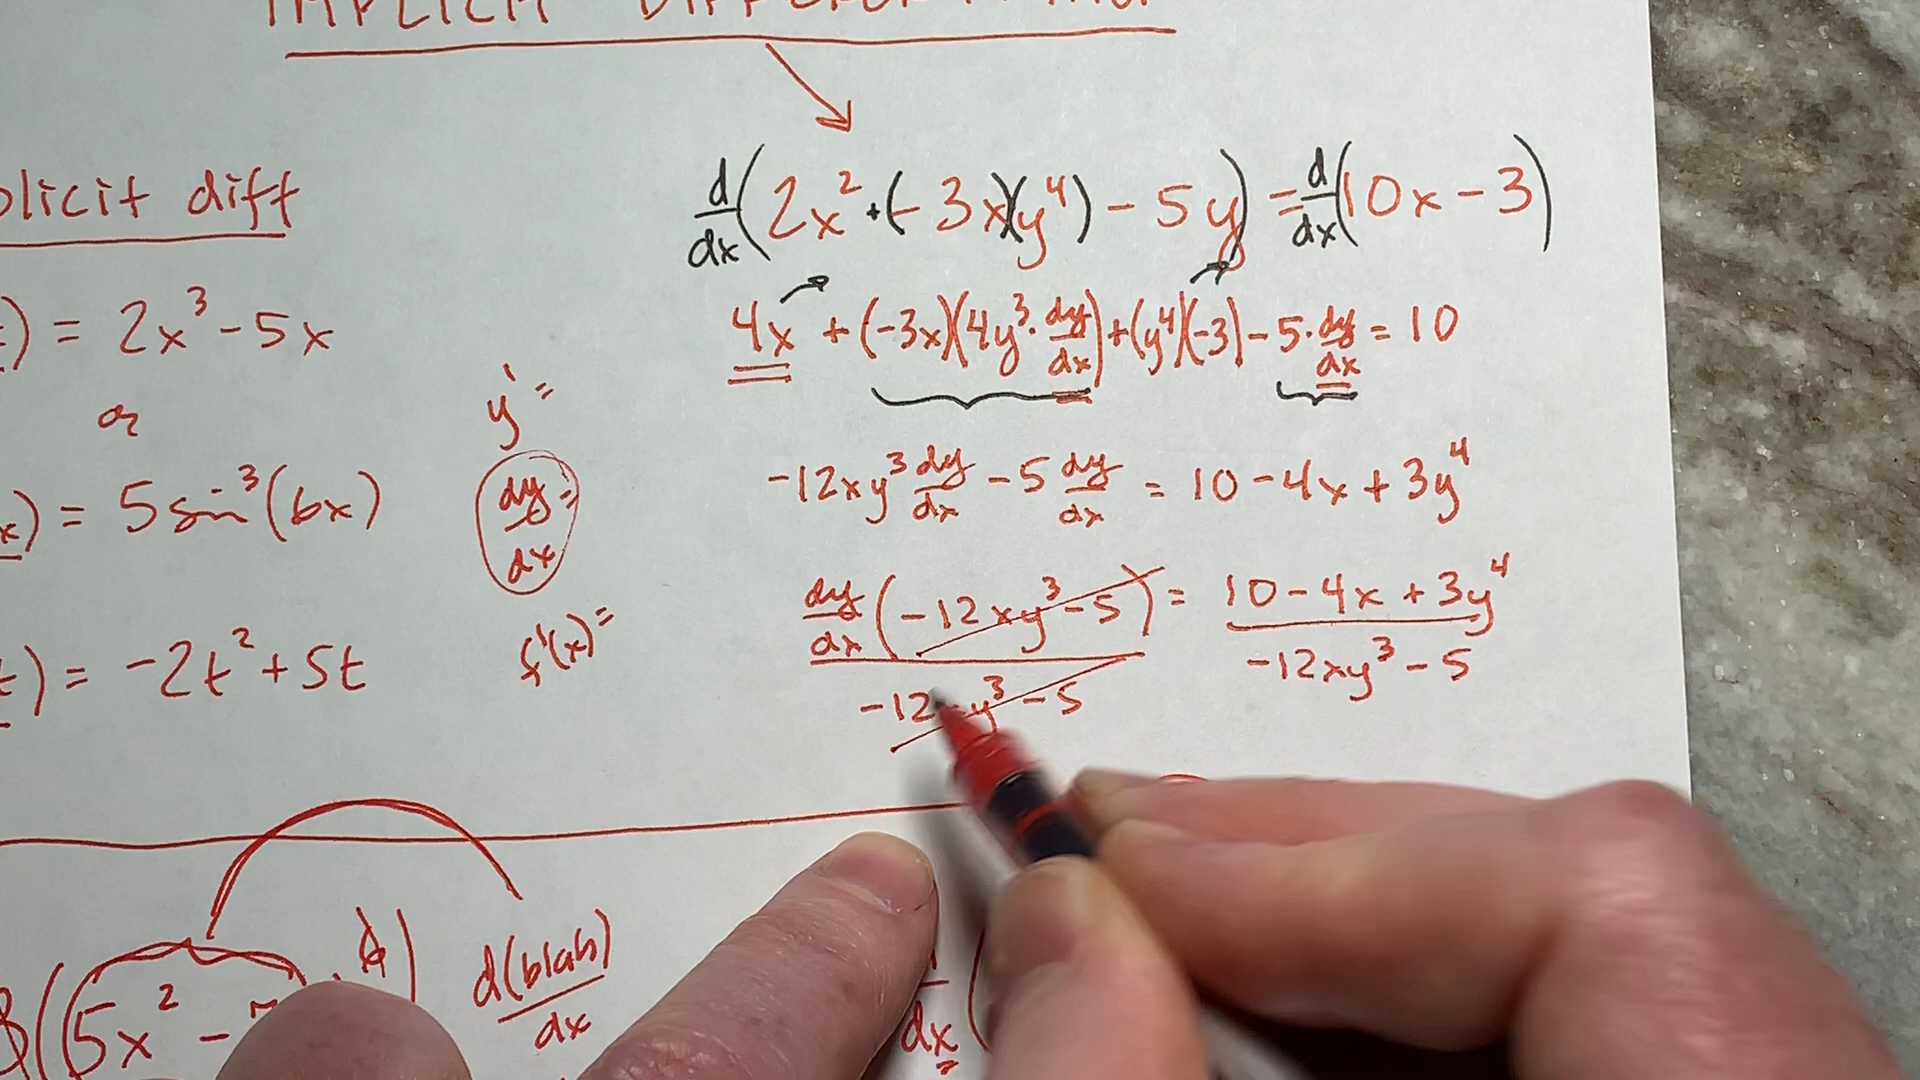 IMPLICIT
plicit diff
) = 2x³ - 5x
or
x) = 5sin³(6x)
t) = -2t² + 5t
y' =
dy/dx =
f'(x) =
d/dx(2x² + (-3x)(y⁴) - 5y) = d/dx(10x - 3)
4x + (-3x)(4y³ · dy/dx) + (y⁴)(-3) - 5 · dy/dx = 10
-12xy³ dy/dx - 5 dy/dx = 10 - 4x + 3y⁴
dy/dx (-12xy³ - 5) = 10 - 4x + 3y⁴
-12xy³ - 5
-12xy³ - 5
(5x² -
d(blah)/dx
dx